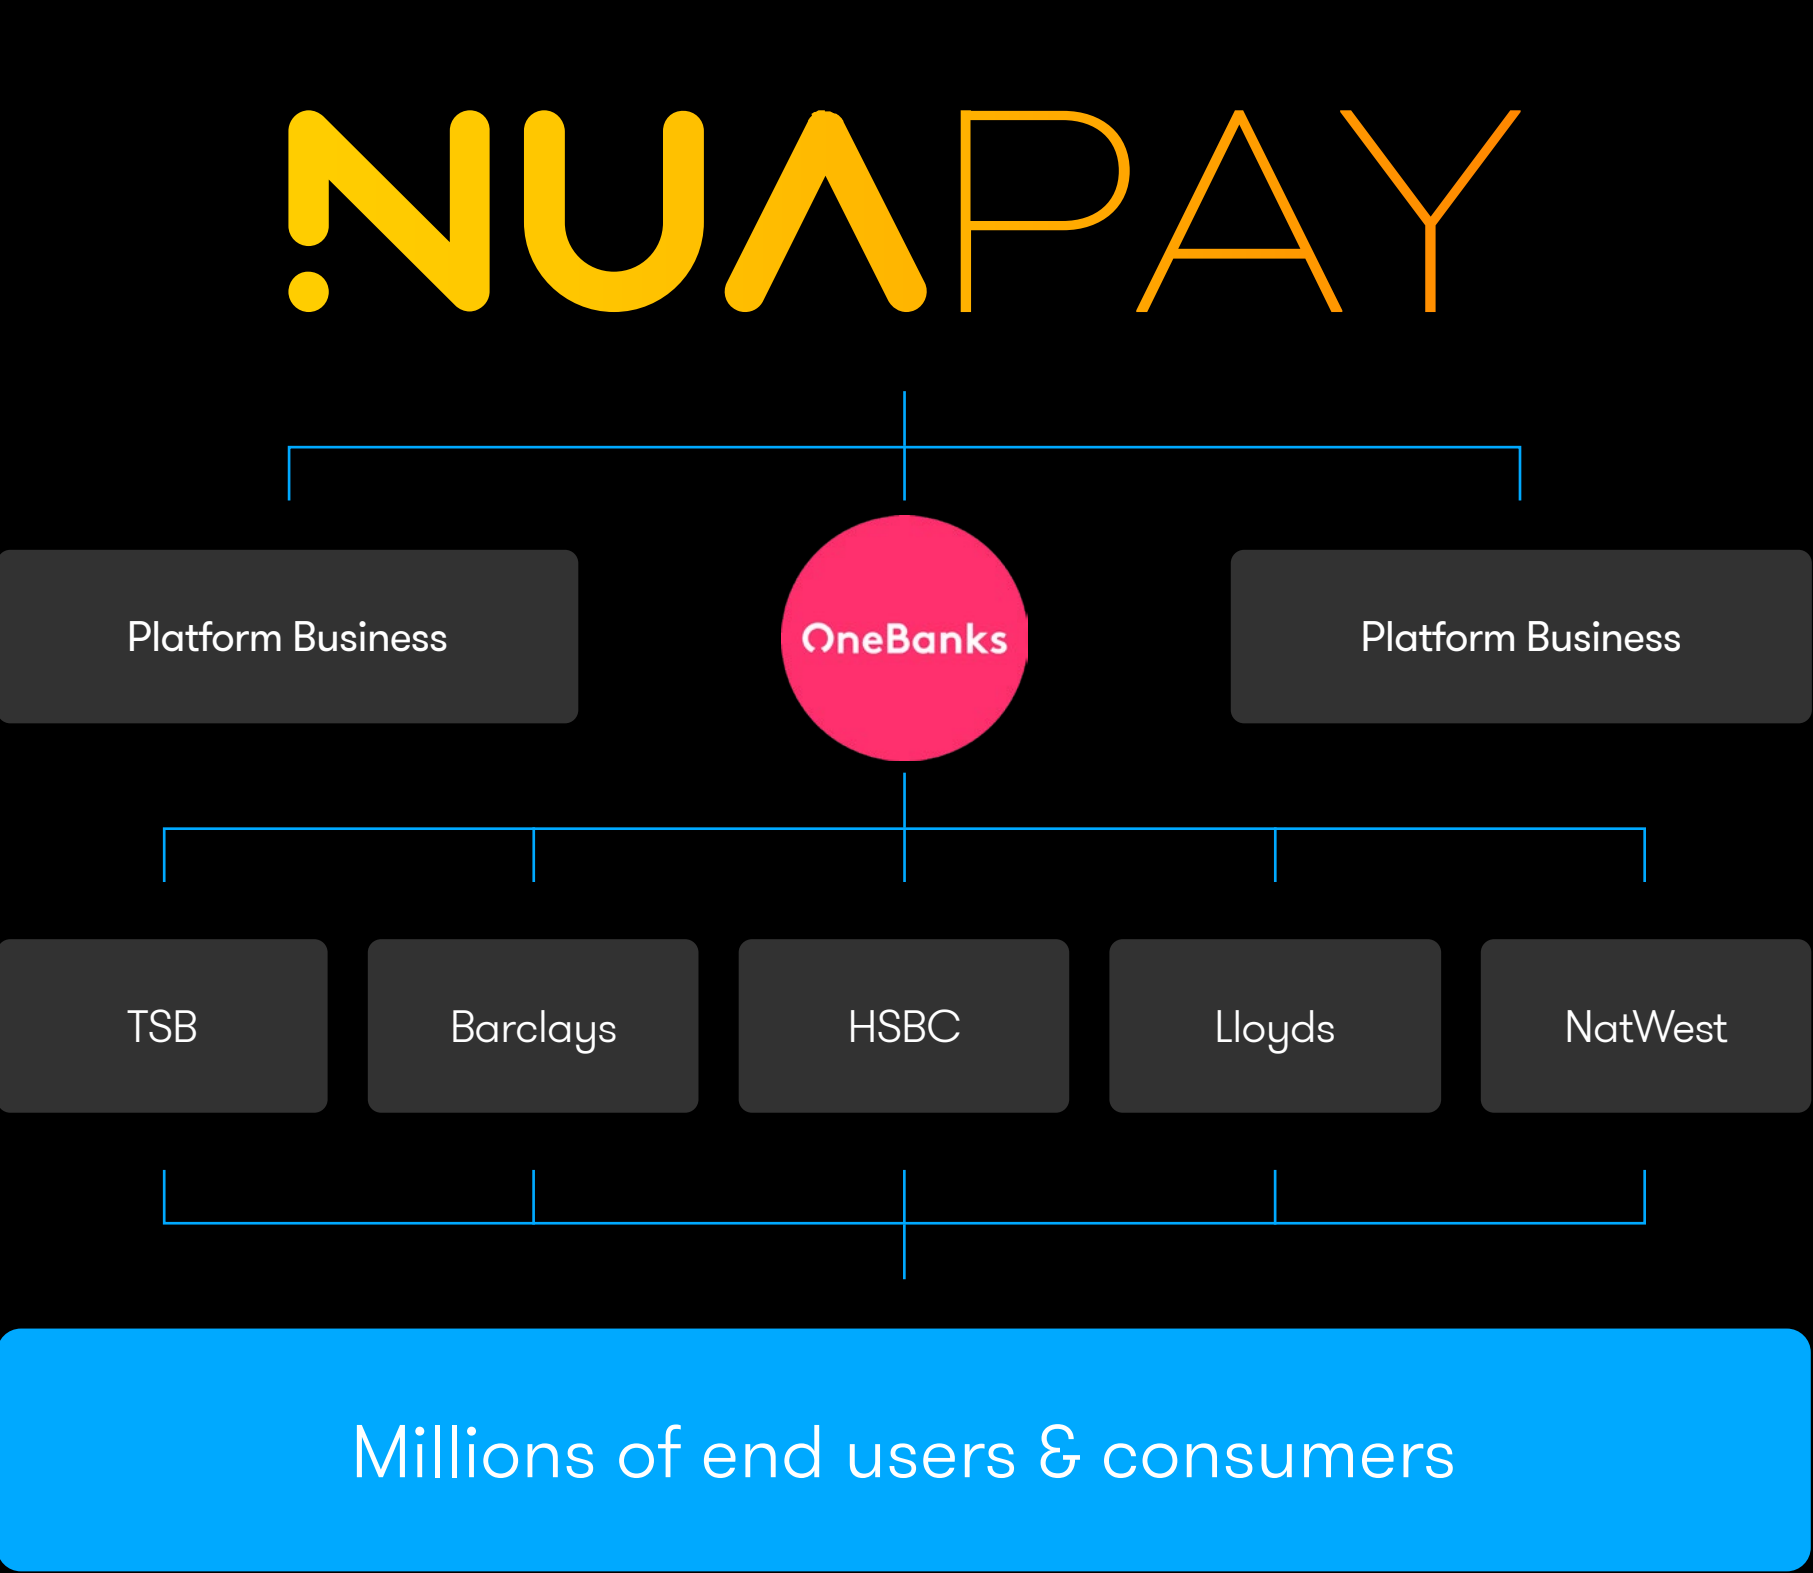 NUAPAY
Platform Business
OneBanks
Platform Business
TSB
Barclays
HSBC
Lloyds
NatWest
Millions of end users & consumers